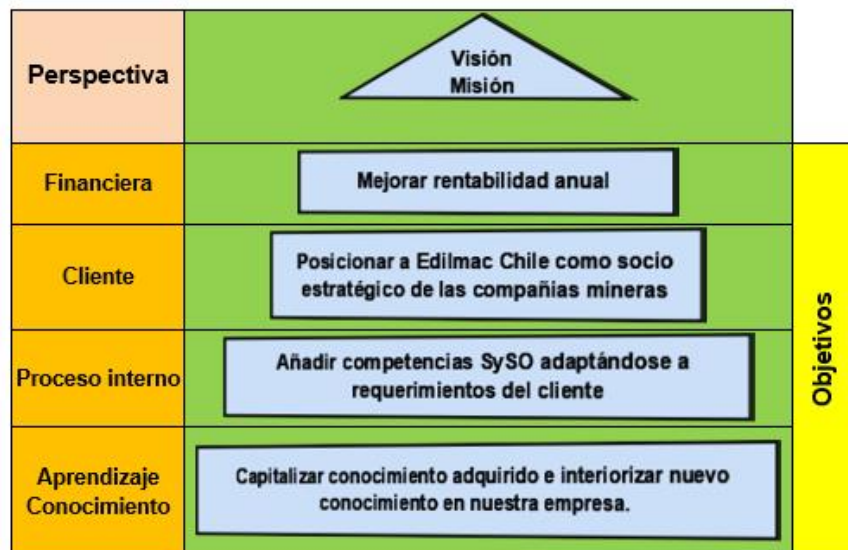 Perspectiva
Visión
Misión
Financiera
Mejorar rentabilidad anual
Cliente
Posicionar a Edilmac Chile como socio
estratégico de las compañias mineras
Proceso interno
Añadir competencias SySO adaptándose a
requerimientos del cliente
Aprendizaje
Conocimiento
Capitalizar conocimiento adquirido e interiorizar nuevo
conocimiento en nuestra empresa.
Objetivos